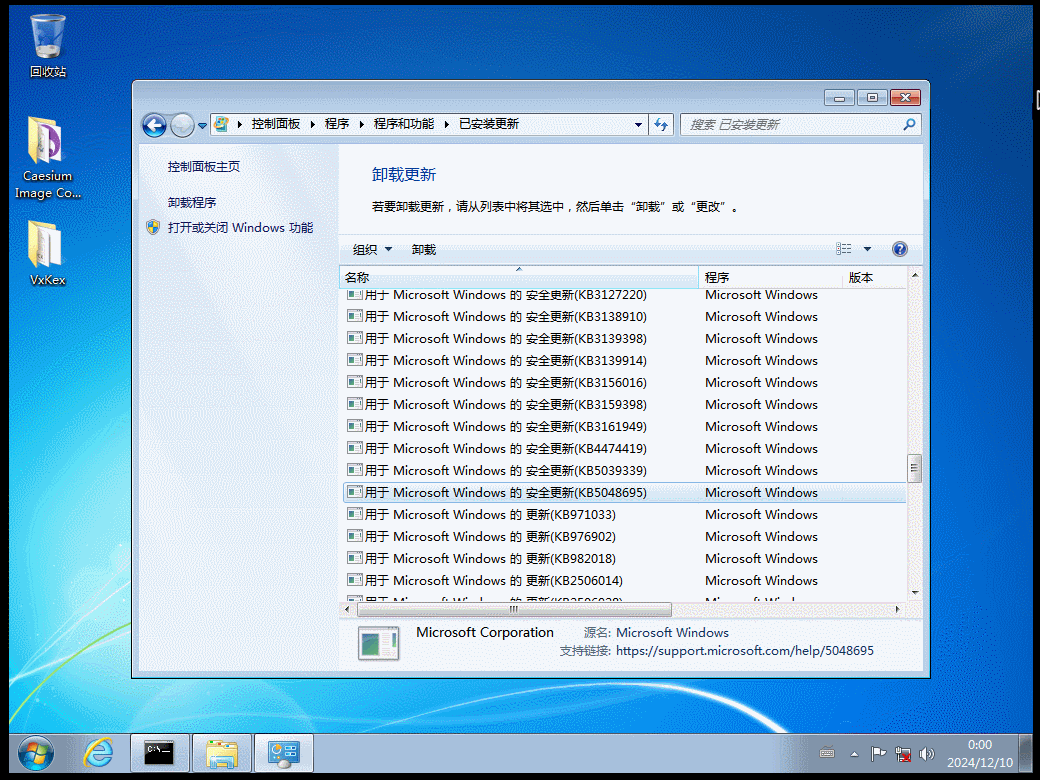 回收站
Caesium
Image Co...
VxKex
控制面板 程序 程序和功能 已安装更新
搜索 已安装更新
控制面板主页
卸载程序
打开或关闭 Windows 功能
卸载更新
若要卸载更新，请从列表中将其选中，然后单击“卸载”或“更改”。
组织 卸载
名称 程序 版本
用于 Microsoft Windows 的 安全更新(KB3127220) Microsoft Windows
用于 Microsoft Windows 的 安全更新(KB3138910) Microsoft Windows
用于 Microsoft Windows 的 安全更新(KB3139398) Microsoft Windows
用于 Microsoft Windows 的 安全更新(KB3139914) Microsoft Windows
用于 Microsoft Windows 的 安全更新(KB3156016) Microsoft Windows
用于 Microsoft Windows 的 安全更新(KB3159398) Microsoft Windows
用于 Microsoft Windows 的 安全更新(KB3161949) Microsoft Windows
用于 Microsoft Windows 的 安全更新(KB4474419) Microsoft Windows
用于 Microsoft Windows 的 安全更新(KB5039339) Microsoft Windows
用于 Microsoft Windows 的 安全更新(KB5048695) Microsoft Windows
用于 Microsoft Windows 的 更新(KB971033) Microsoft Windows
用于 Microsoft Windows 的 更新(KB976902) Microsoft Windows
用于 Microsoft Windows 的 更新(KB982018) Microsoft Windows
用于 Microsoft Windows 的 更新(KB2506014) Microsoft Windows
Microsoft Corporation 源名: Microsoft Windows
支持链接: https://support.microsoft.com/help/5048695
0:00
2024/12/10